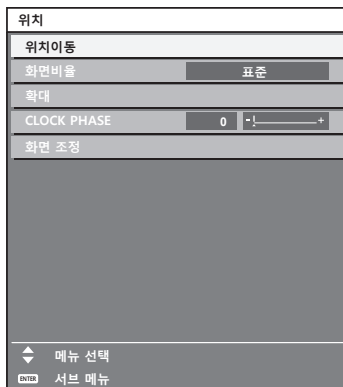 위치
위치이동
화면비율 표준
확대
CLOCK PHASE 0 - +
화면 조정
메뉴 선택
ENTER 서브 메뉴